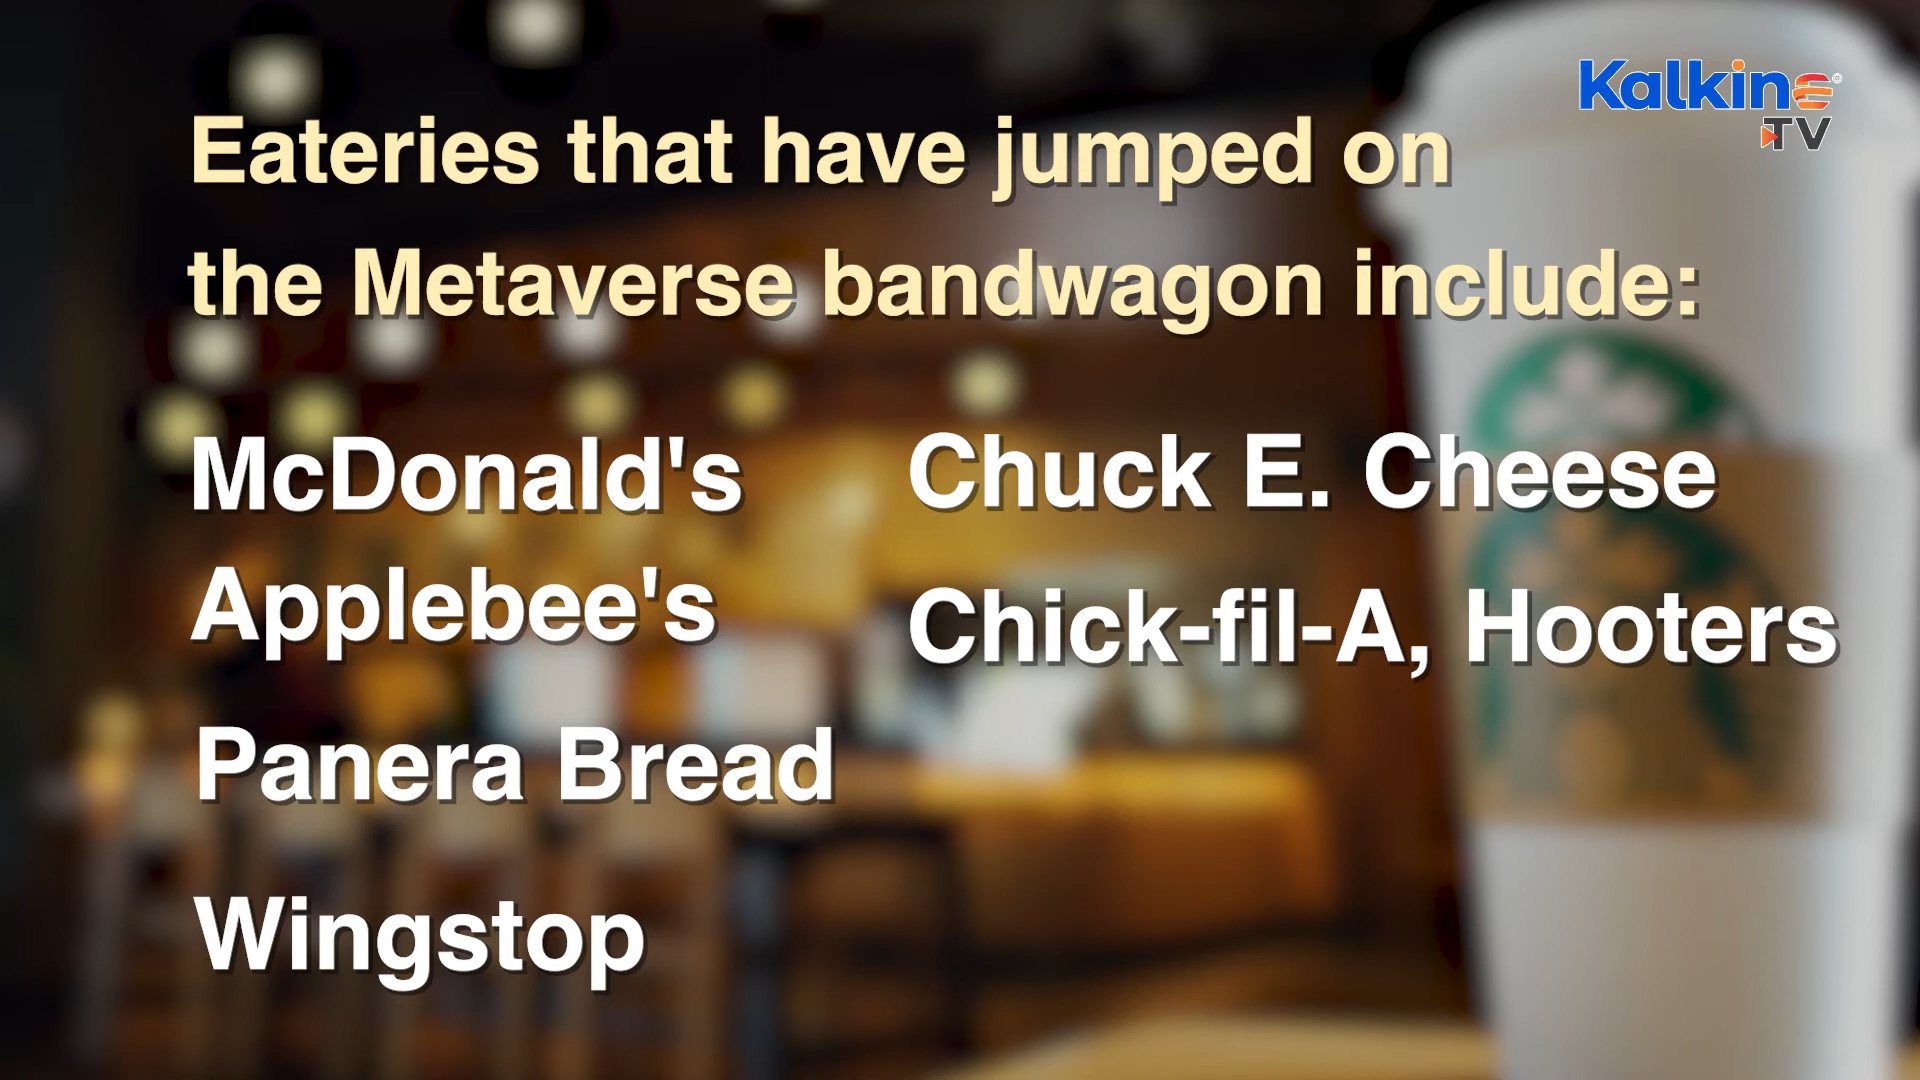 Kalkine
TV
Eateries that have jumped on
the Metaverse bandwagon include:
McDonald's
Applebee's
Panera Bread
Wingstop
Chuck E. Cheese
Chick-fil-A, Hooters